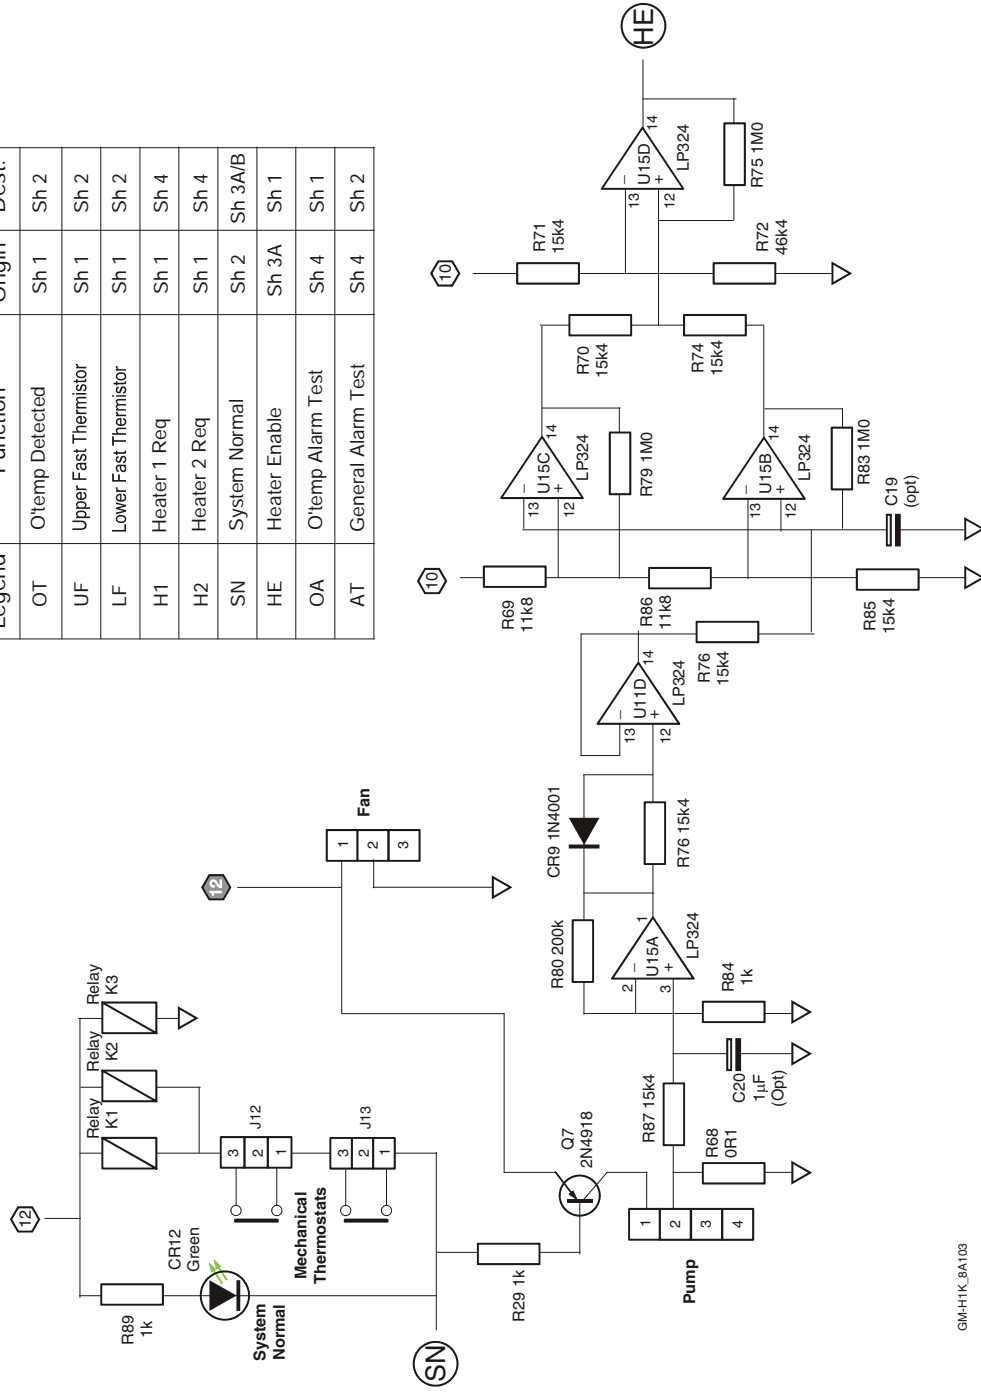 Legend Function Origin Dest.
OT O'temp Detected Sh 1 Sh 2
UF Upper Fast Thermistor Sh 1 Sh 2
LF Lower Fast Thermistor Sh 1 Sh 2
H1 Heater 1 Req Sh 1 Sh 4
H2 Heater 2 Req Sh 1 Sh 4
SN System Normal Sh 2 Sh 3A/B
HE Heater Enable Sh 3A Sh 1
OA O'temp Alarm Test Sh 4 Sh 1
AT General Alarm Test Sh 4 Sh 2
12
R89
1k
CR12
Green
System
Normal
Relay
K1
Relay
K2
Relay
K3
3
2
1
J12
3
2
1
J13
Mechanical
Thermostats
SN
R29 1k
Q7
2N4918
12
1
2
3
Fan
Pump
1
2
3
4
R87 15k4
R68
0R1
C20
1µF
(Opt)
R84
1k
R80 200k
2
3
1
−
+
U15A
LP324
CR9 1N4001
R76 15k4
13
12
14
−
+
U11D
LP324
R76
15k4
10
R69
11k8
R86
11k8
R85
15k4
13
12
14
−
+
U15C
LP324
R79 1M0
13
12
14
−
+
U15B
LP324
R83 1M0
C19
(opt)
R70
15k4
R74
15k4
10
R71
15k4
R72
46k4
13
12
14
−
+
U15D
LP324
R75 1M0
HE
GM-H1K_8A103